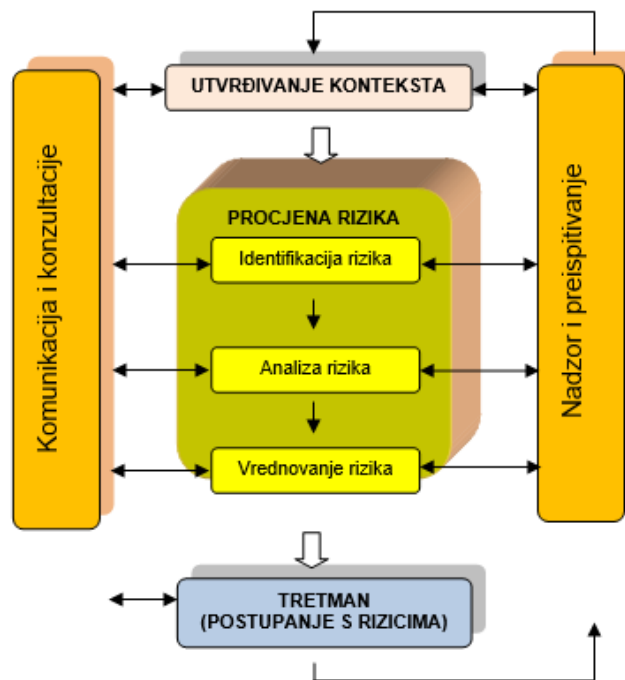 UTVRĐIVANJE KONTEKSTA
Komunikacija i konzultacije
PROCJENA RIZIKA
Identifikacija rizika
Analiza rizika
Vrednovanje rizika
Nadzor i preispitivanje
TRETMAN
(POSTUPANJE S RIZICIMA)